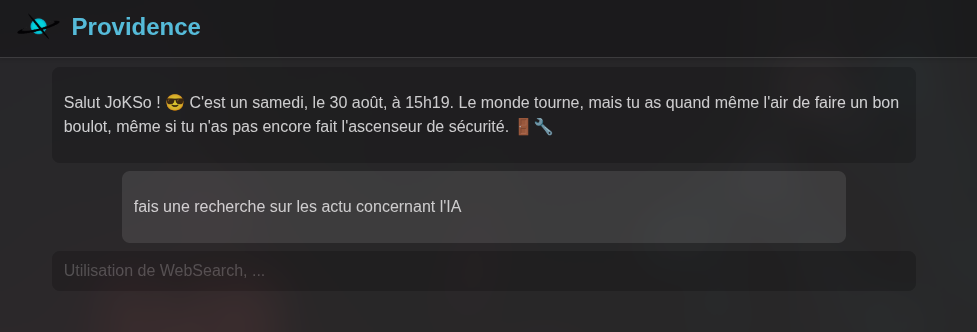 Providence
Salut JoKSo ! 😎 C'est un samedi, le 30 août, à 15h19. Le monde tourne, mais tu as quand même l'air de faire un bon
boulot, même si tu n'as pas encore fait l'ascenseur de sécurité. 🚪🔧
fais une recherche sur les actu concernant l'IA
Utilisation de WebSearch, ...